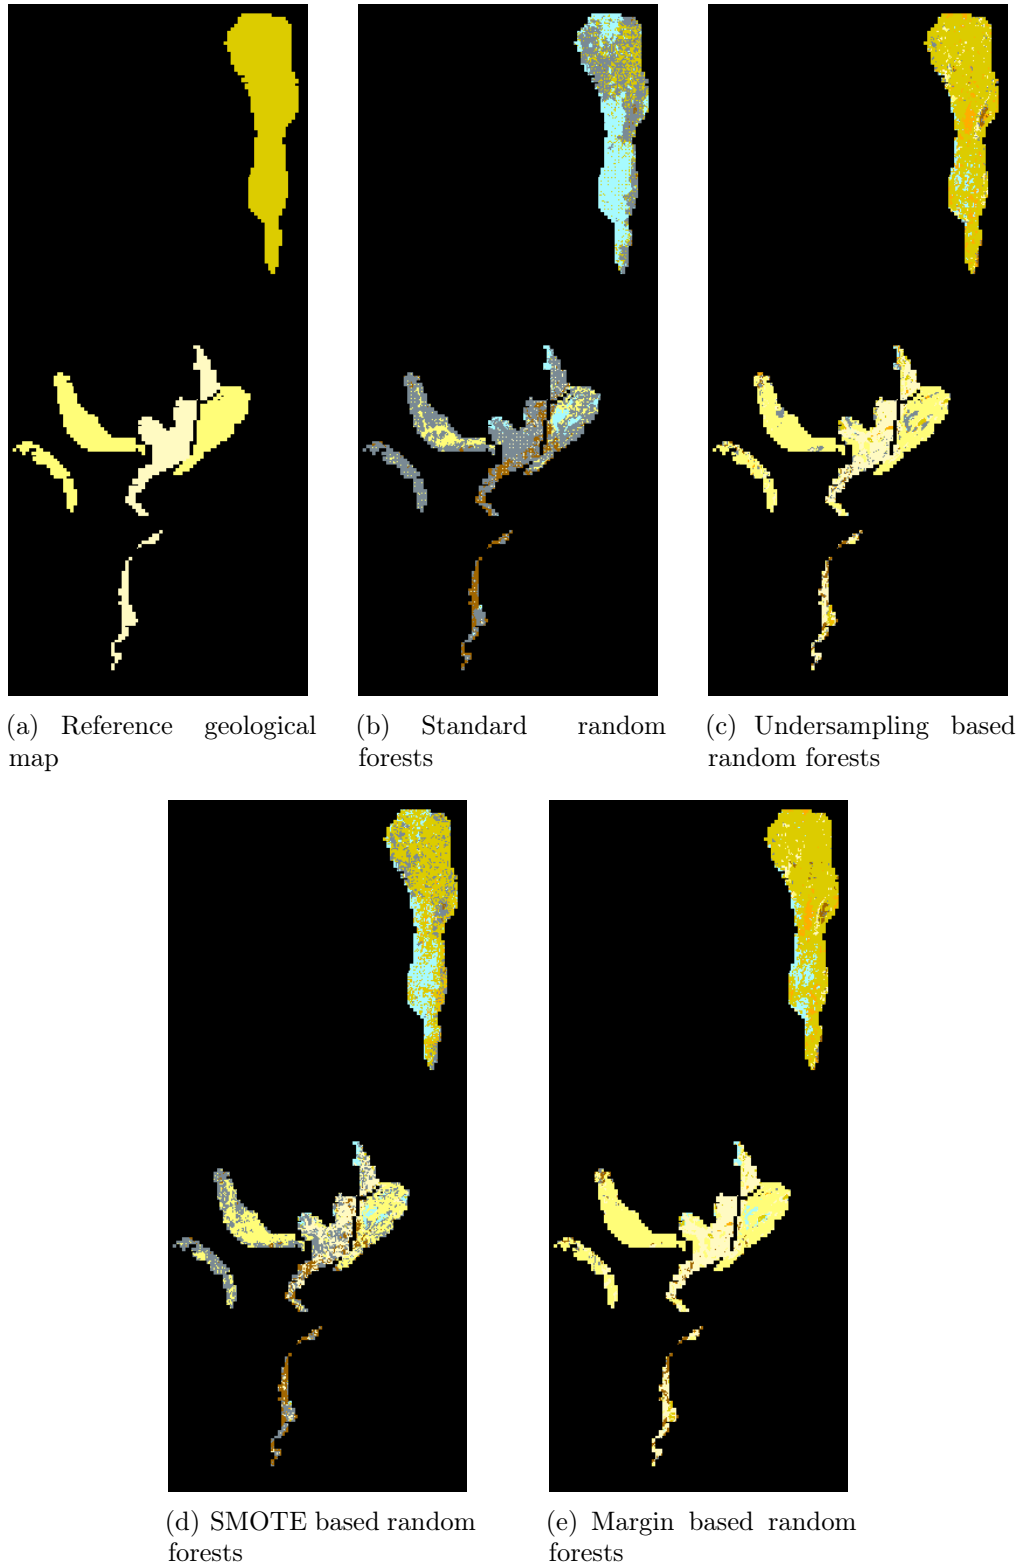 (a) Reference geological
map
(b) Standard random
forests
(c) Undersampling based
random forests
(d) SMOTE based random
forests
(e) Margin based random
forests